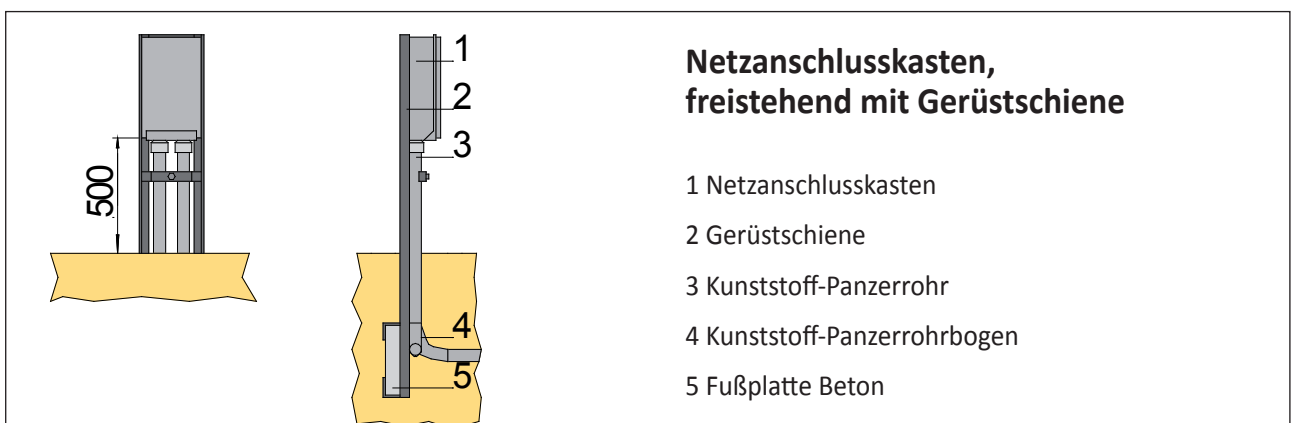 500
1
2
3
4
5
Netzanschlusskasten,
freistehend mit Gerüstschiene
1 Netzanschlusskasten
2 Gerüstschiene
3 Kunststoff-Panzerrohr
4 Kunststoff-Panzerrohrbogen
5 Fußplatte Beton